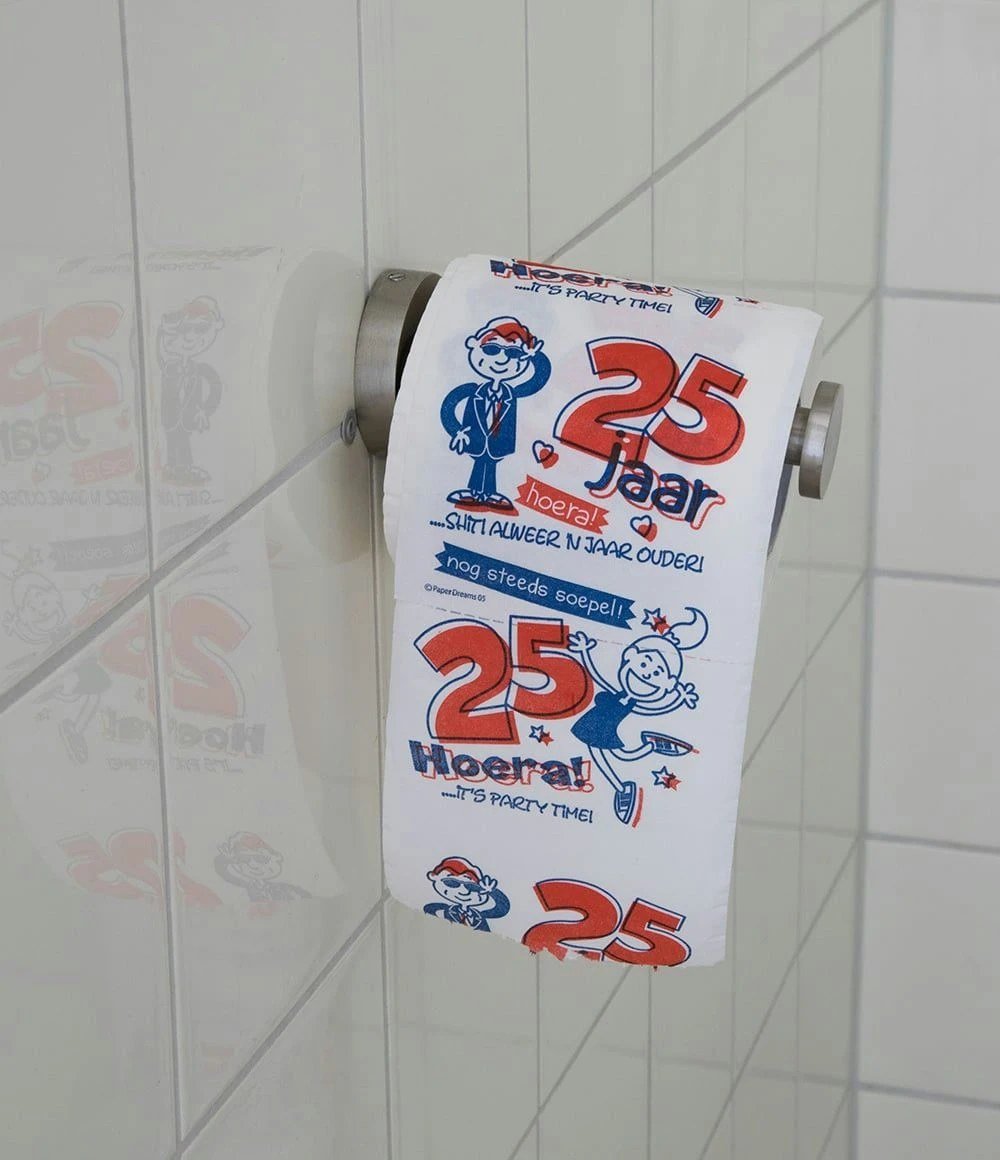 Hoera!
....IT'S PARTY TIME!
25
jaar
hoera!
....SHIT! ALWEER 'N JAAR OUDER!
nog steeds soepel!
©PaperDreams 05
25
Hoera!
....IT'S PARTY TIME!
25